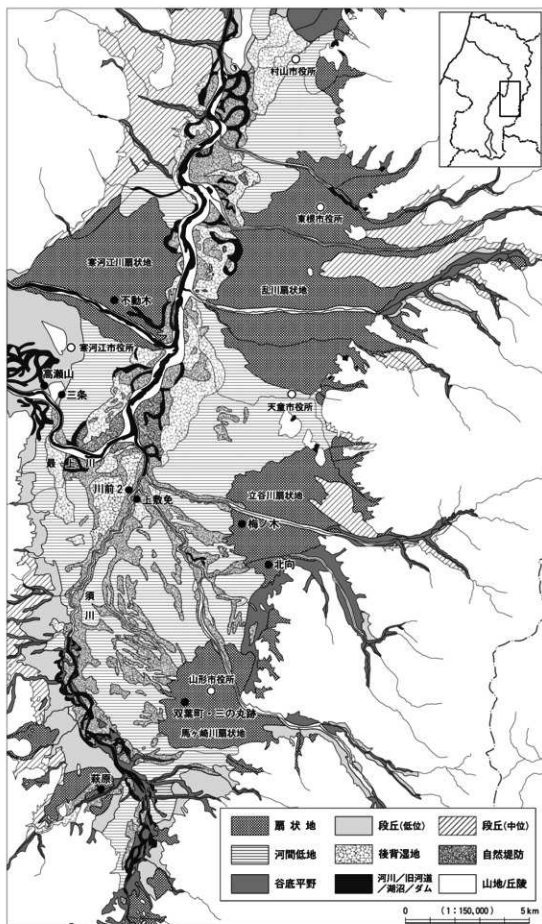 村山市役所
東根市役所
寒河江川扇状地
乱川扇状地
不動木
寒河江市役所
高瀬山
三条
天童市役所
最上川
川前2
上敷免
立谷川扇状地
梅ノ木
北向
須川
山形市役所
双葉町・三の丸跡
馬ヶ崎川扇状地
萩原
扇状地
段丘(低位)
段丘(中位)
河間低地
後背湿地
自然堤防
谷底平野
河川/旧河道
/湖沼/ダム
山地/丘陵
0 (1:150,000) 5km